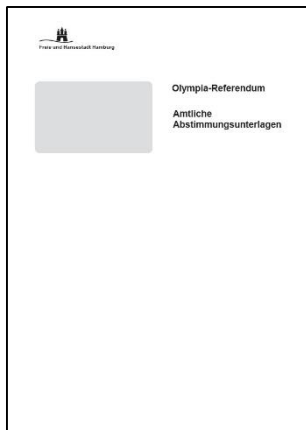 Freie und Hansestadt Hamburg
Olympia-Referendum
Amtliche
Abstimmungsunterlagen